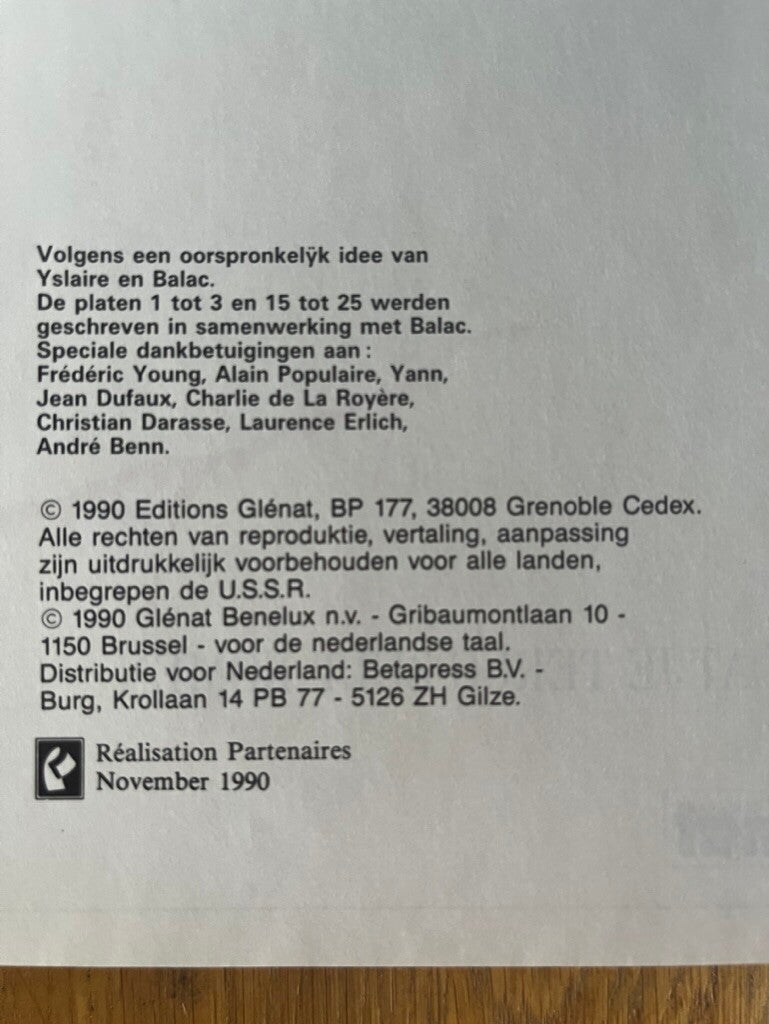 Volgens een oorspronkelÿk idee van
Yslaire en Balac.
De platen 1 tot 3 en 15 tot 25 werden
geschreven in samenwerking met Balac.
Speciale dankbetuigingen aan :
Frédéric Young, Alain Populaire, Yann,
Jean Dufaux, Charlie de La Royère,
Christian Darasse, Laurence Erlich,
André Benn.
© 1990 Editions Glénat, BP 177, 38008 Grenoble Cedex.
Alle rechten van reproduktie, vertaling, aanpassing
zijn uitdrukkelijk voorbehouden voor alle landen,
inbegrepen de U.S.S.R.
© 1990 Glénat Benelux n.v. - Gribaumontlaan 10 -
1150 Brussel - voor de nederlandse taal.
Distributie voor Nederland: Betapress B.V. -
Burg, Krollaan 14 PB 77 - 5126 ZH Gilze.
Réalisation Partenaires
November 1990